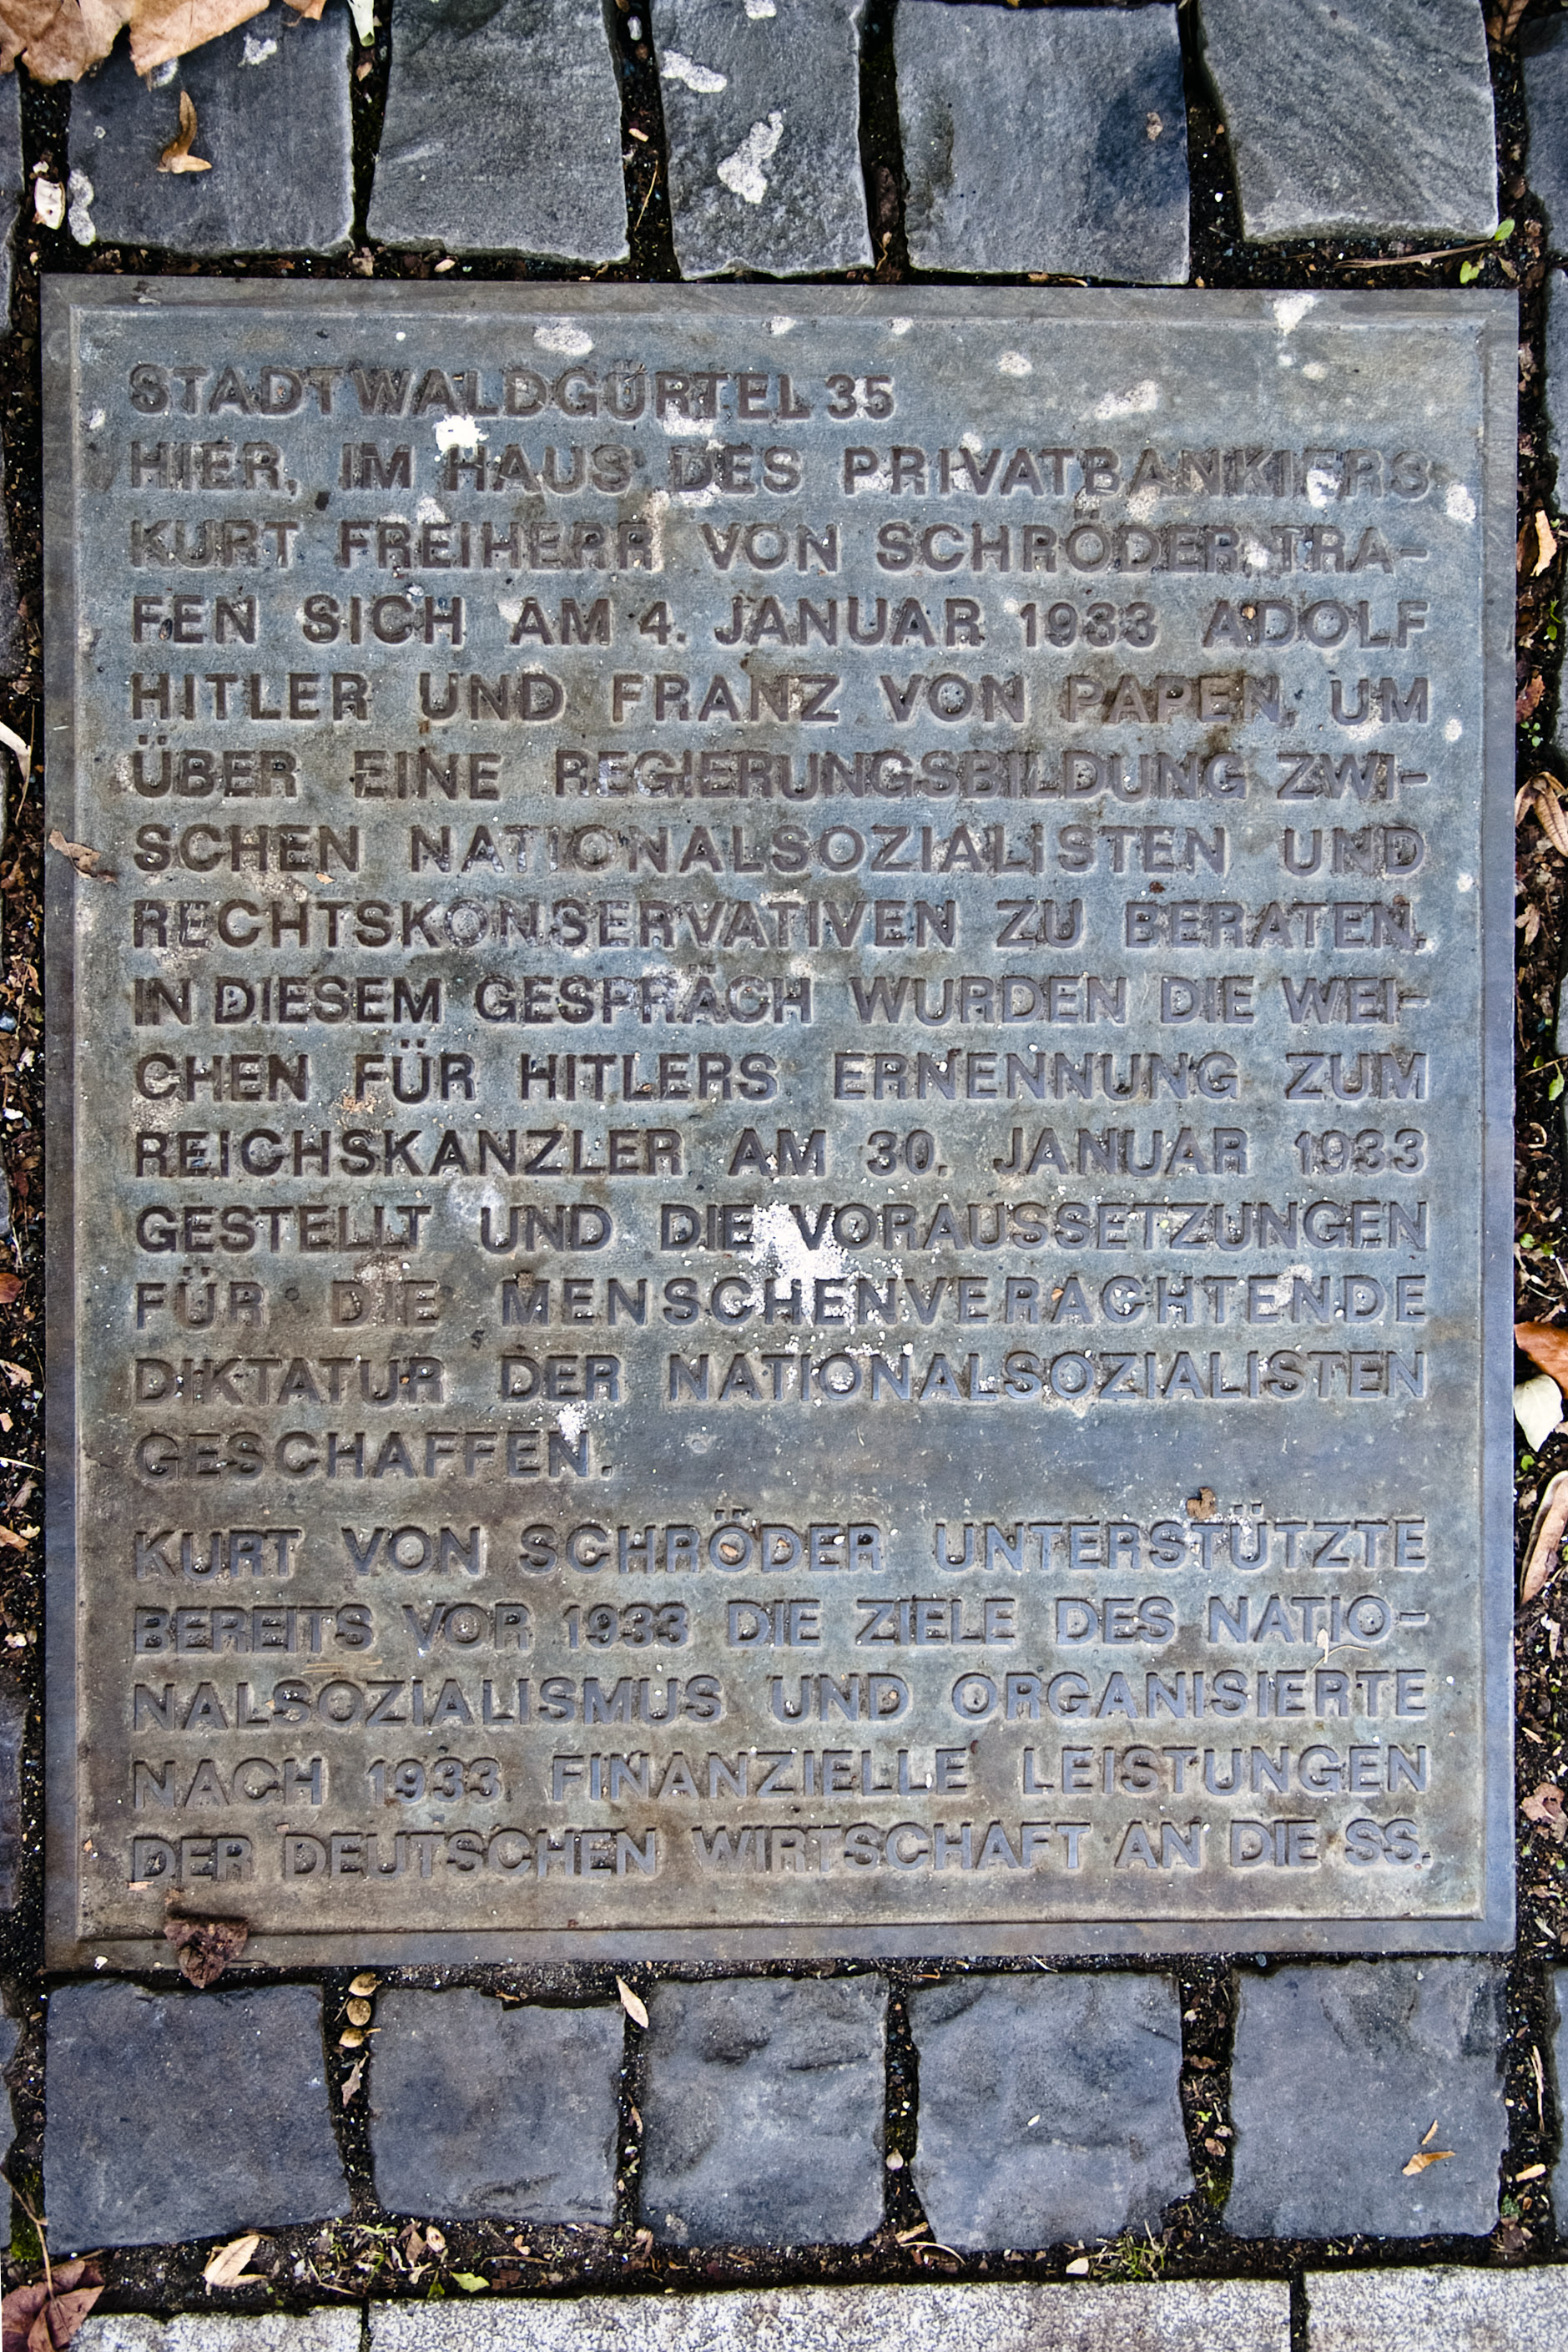 STADTWALDGÜRTEL 35
HIER, IM HAUS DES PRIVATBANKIERS
KURT FREIHERR VON SCHRÖDER, TRA-
FEN SICH AM 4. JANUAR 1933 ADOLF
HITLER UND FRANZ VON PAPEN, UM
ÜBER EINE REGIERUNGSBILDUNG ZWI-
SCHEN NATIONALSOZIALISTEN UND
RECHTSKONSERVATIVEN ZU BERATEN.
IN DIESEM GESPRÄCH WURDEN DIE WEI-
CHEN FÜR HITLERS ERNENNUNG ZUM
REICHSKANZLER AM 30. JANUAR 1933
GESTELLT UND DIE VORAUSSETZUNGEN
FÜR DIE MENSCHENVERACHTENDE
DIKTATUR DER NATIONALSOZIALISTEN
GESCHAFFEN.
KURT VON SCHRÖDER UNTERSTÜTZTE
BEREITS VOR 1933 DIE ZIELE DES NATIO-
NALSOZIALISMUS UND ORGANISIERTE
NACH 1933 FINANZIELLE LEISTUNGEN
DER DEUTSCHEN WIRTSCHAFT AN DIE SS.